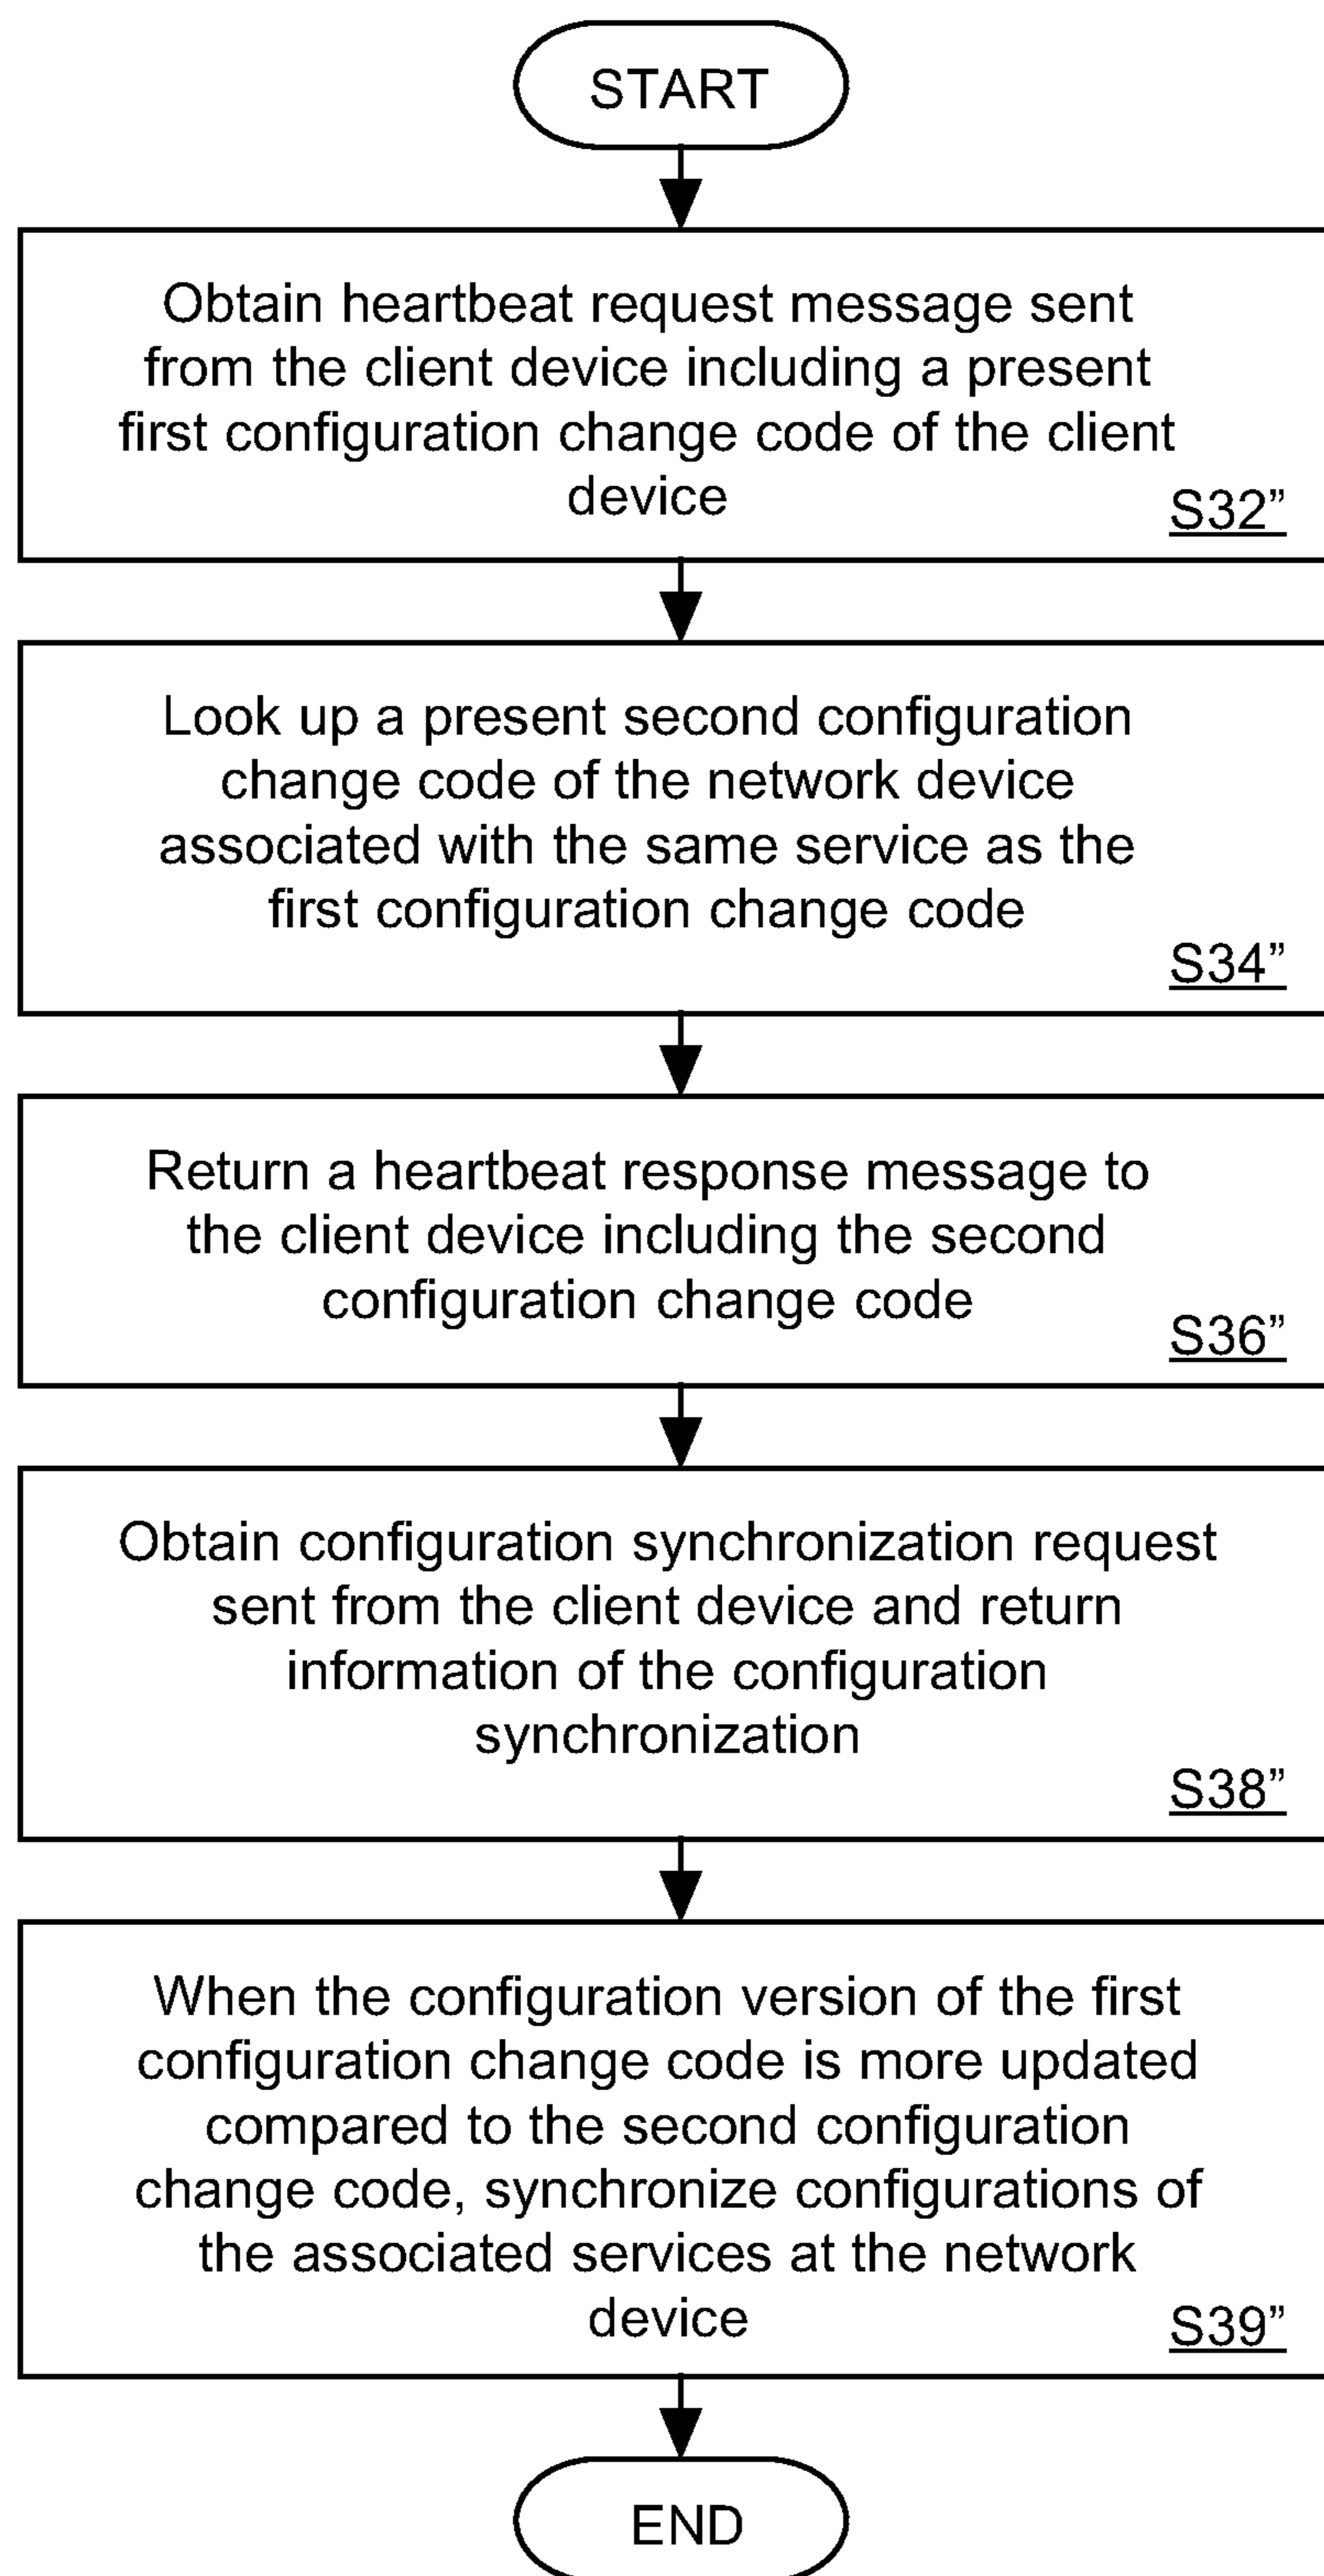 START
Obtain heartbeat request message sent
from the client device including a present
first configuration change code of the client
device
S32”
Look up a present second configuration
change code of the network device
associated with the same service as the
first configuration change code
S34”
Return a heartbeat response message to
the client device including the second
configuration change code
S36”
Obtain configuration synchronization request
sent from the client device and return
information of the configuration
synchronization
S38”
When the configuration version of the first
configuration change code is more updated
compared to the second configuration
change code, synchronize configurations of
the associated services at the network
device
S39”
END